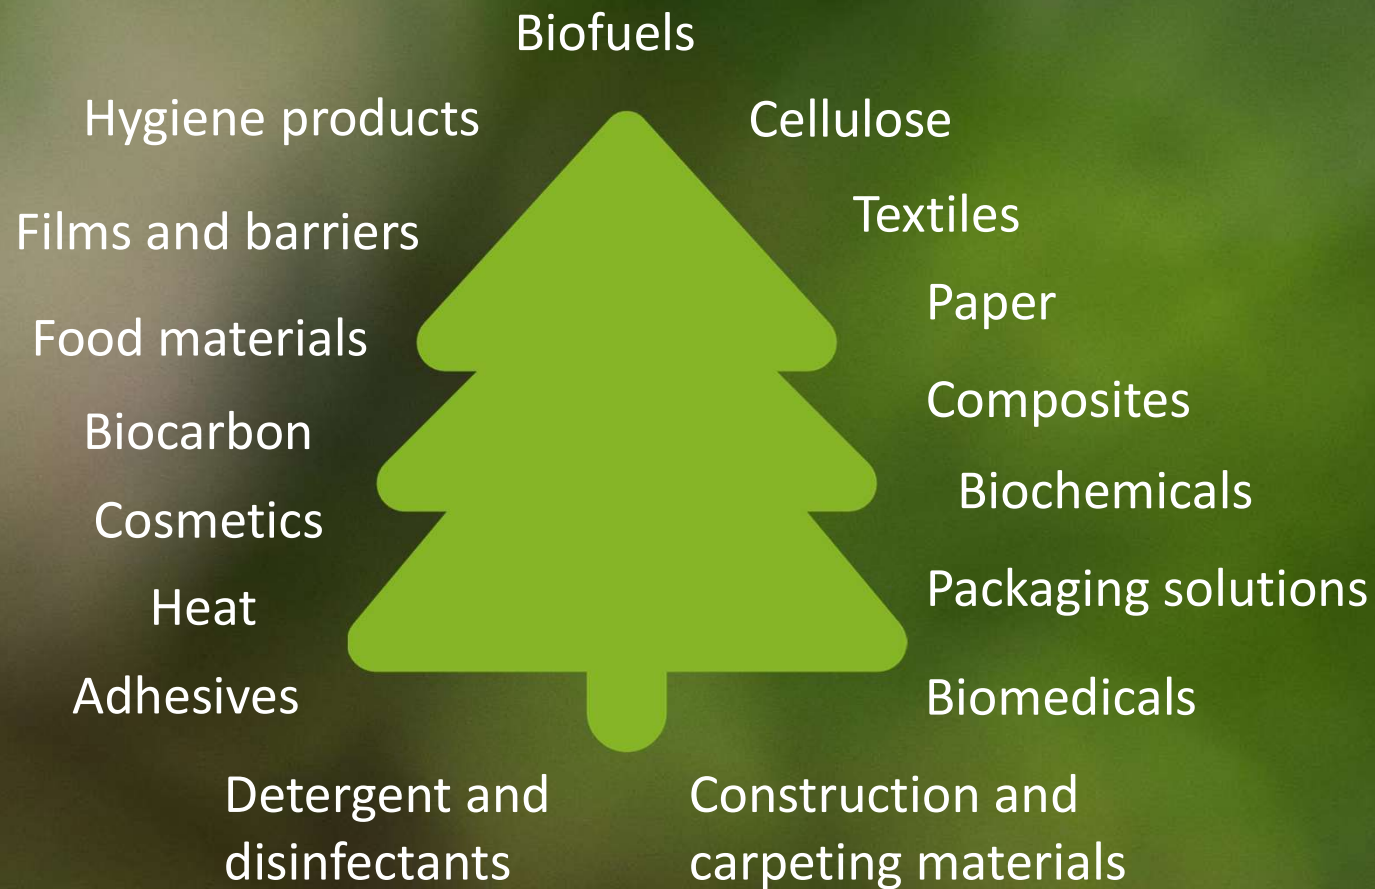 Biofuels
Hygiene products
Cellulose
Films and barriers
Textiles
Paper
Food materials
Composites
Biocarbon
Biochemicals
Cosmetics
Packaging solutions
Heat
Adhesives
Biomedicals
Detergent and
disinfectants
Construction and
carpeting materials